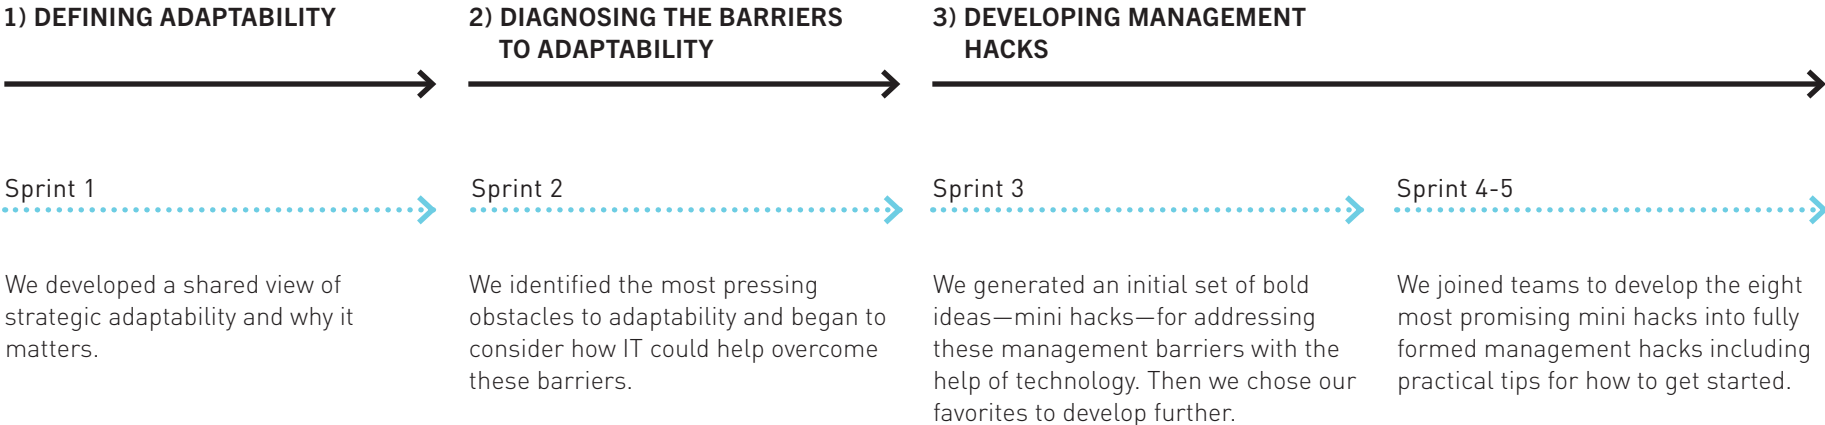 1) DEFINING ADAPTABILITY
2) DIAGNOSING THE BARRIERS
TO ADAPTABILITY
3) DEVELOPING MANAGEMENT
HACKS
Sprint 1
We developed a shared view of
strategic adaptability and why it
matters.
Sprint 2
We identified the most pressing
obstacles to adaptability and began to
consider how IT could help overcome
these barriers.
Sprint 3
We generated an initial set of bold
ideas—mini hacks—for addressing
these management barriers with the
help of technology. Then we chose our
favorites to develop further.
Sprint 4-5
We joined teams to develop the eight
most promising mini hacks into fully
formed management hacks including
practical tips for how to get started.